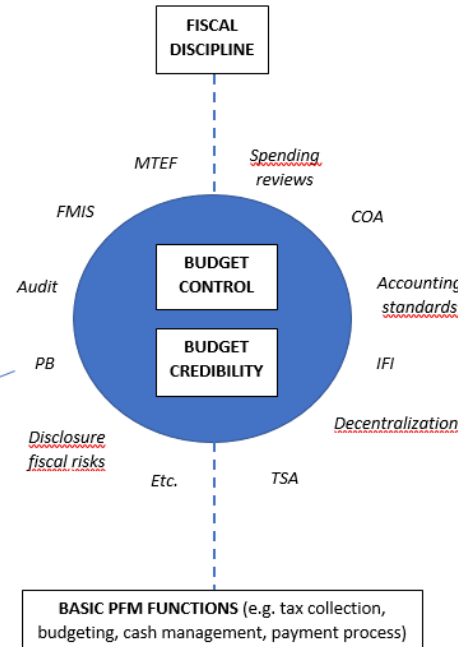 FISCAL
DISCIPLINE
MTEF
Spending
reviews
FMIS
COA
BUDGET
CONTROL
Audit
Accounting
standards
BUDGET
CREDIBILITY
PB
IFI
Decentralization
Disclosure
fiscal risks
Etc.
TSA
BASIC PFM FUNCTIONS (e.g. tax collection,
budgeting, cash management, payment process)